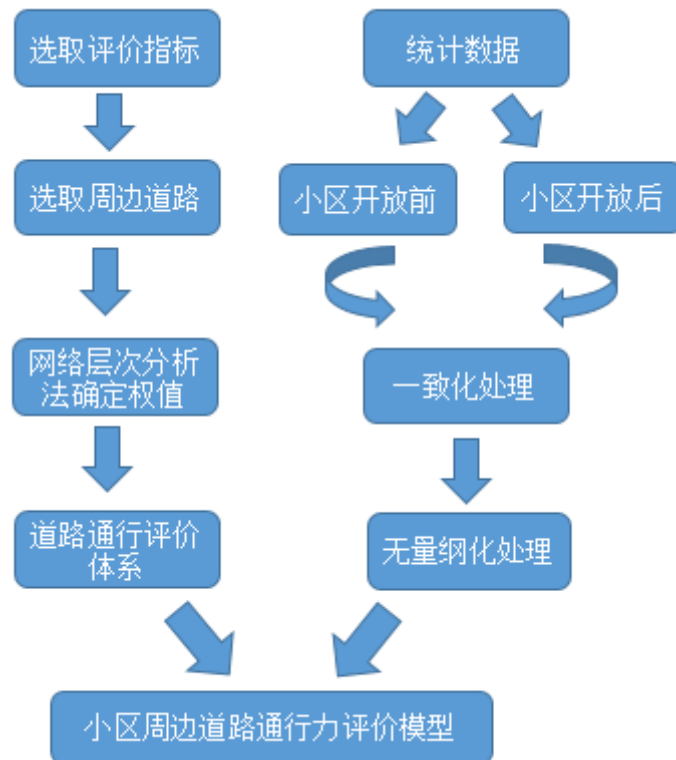 选取评价指标
统计数据
选取周边道路
小区开放前
小区开放后
网络层次分析
法确定权值
一致化处理
道路通行评价
体系
无量纲化处理
小区周边道路通行力评价模型